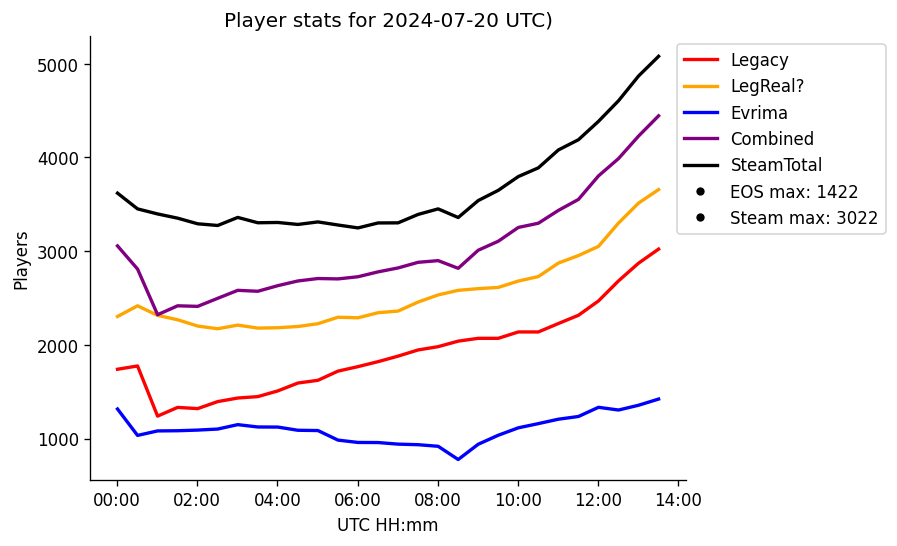 Player stats for 2024-07-20 UTC)
Players
5000
4000
3000
2000
1000
00:00 02:00 04:00 06:00 08:00 10:00 12:00 14:00
UTC HH:mm
Legacy
LegReal?
Evrima
Combined
SteamTotal
EOS max: 1422
Steam max: 3022